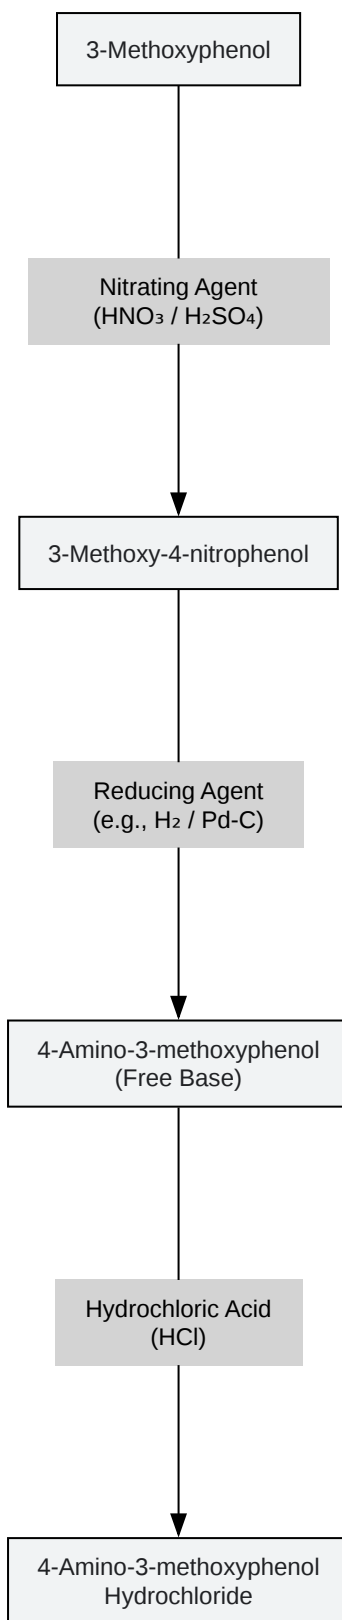 3-Methoxyphenol
Nitrating Agent
(HNO₃ / H₂SO₄)
3-Methoxy-4-nitrophenol
Reducing Agent
(e.g., H₂ / Pd-C)
4-Amino-3-methoxyphenol
(Free Base)
Hydrochloric Acid
(HCl)
4-Amino-3-methoxyphenol
Hydrochloride